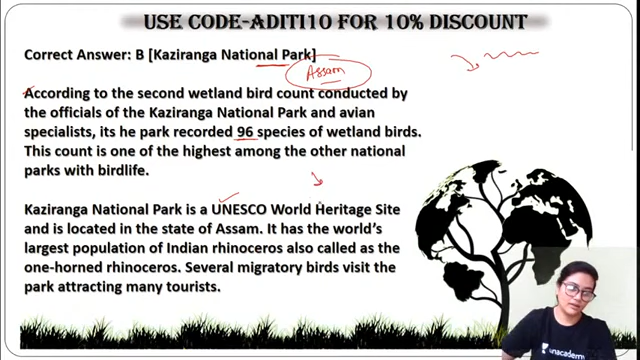 USE CODE-ADITI10 FOR 10% DISCOUNT
Correct Answer: B [Kaziranga National Park]
Assam
According to the second wetland bird count conducted by
the officials of the Kaziranga National Park and avian
specialists, its he park recorded 96 species of wetland birds.
This count is one of the highest among the other national
parks with birdlife.
Kaziranga National Park is a UNESCO World Heritage Site
and is located in the state of Assam. It has the world's
largest population of Indian rhinoceros also called as the
one-horned rhinoceros. Several migratory birds visit the
park attracting many tourists.
unacademy